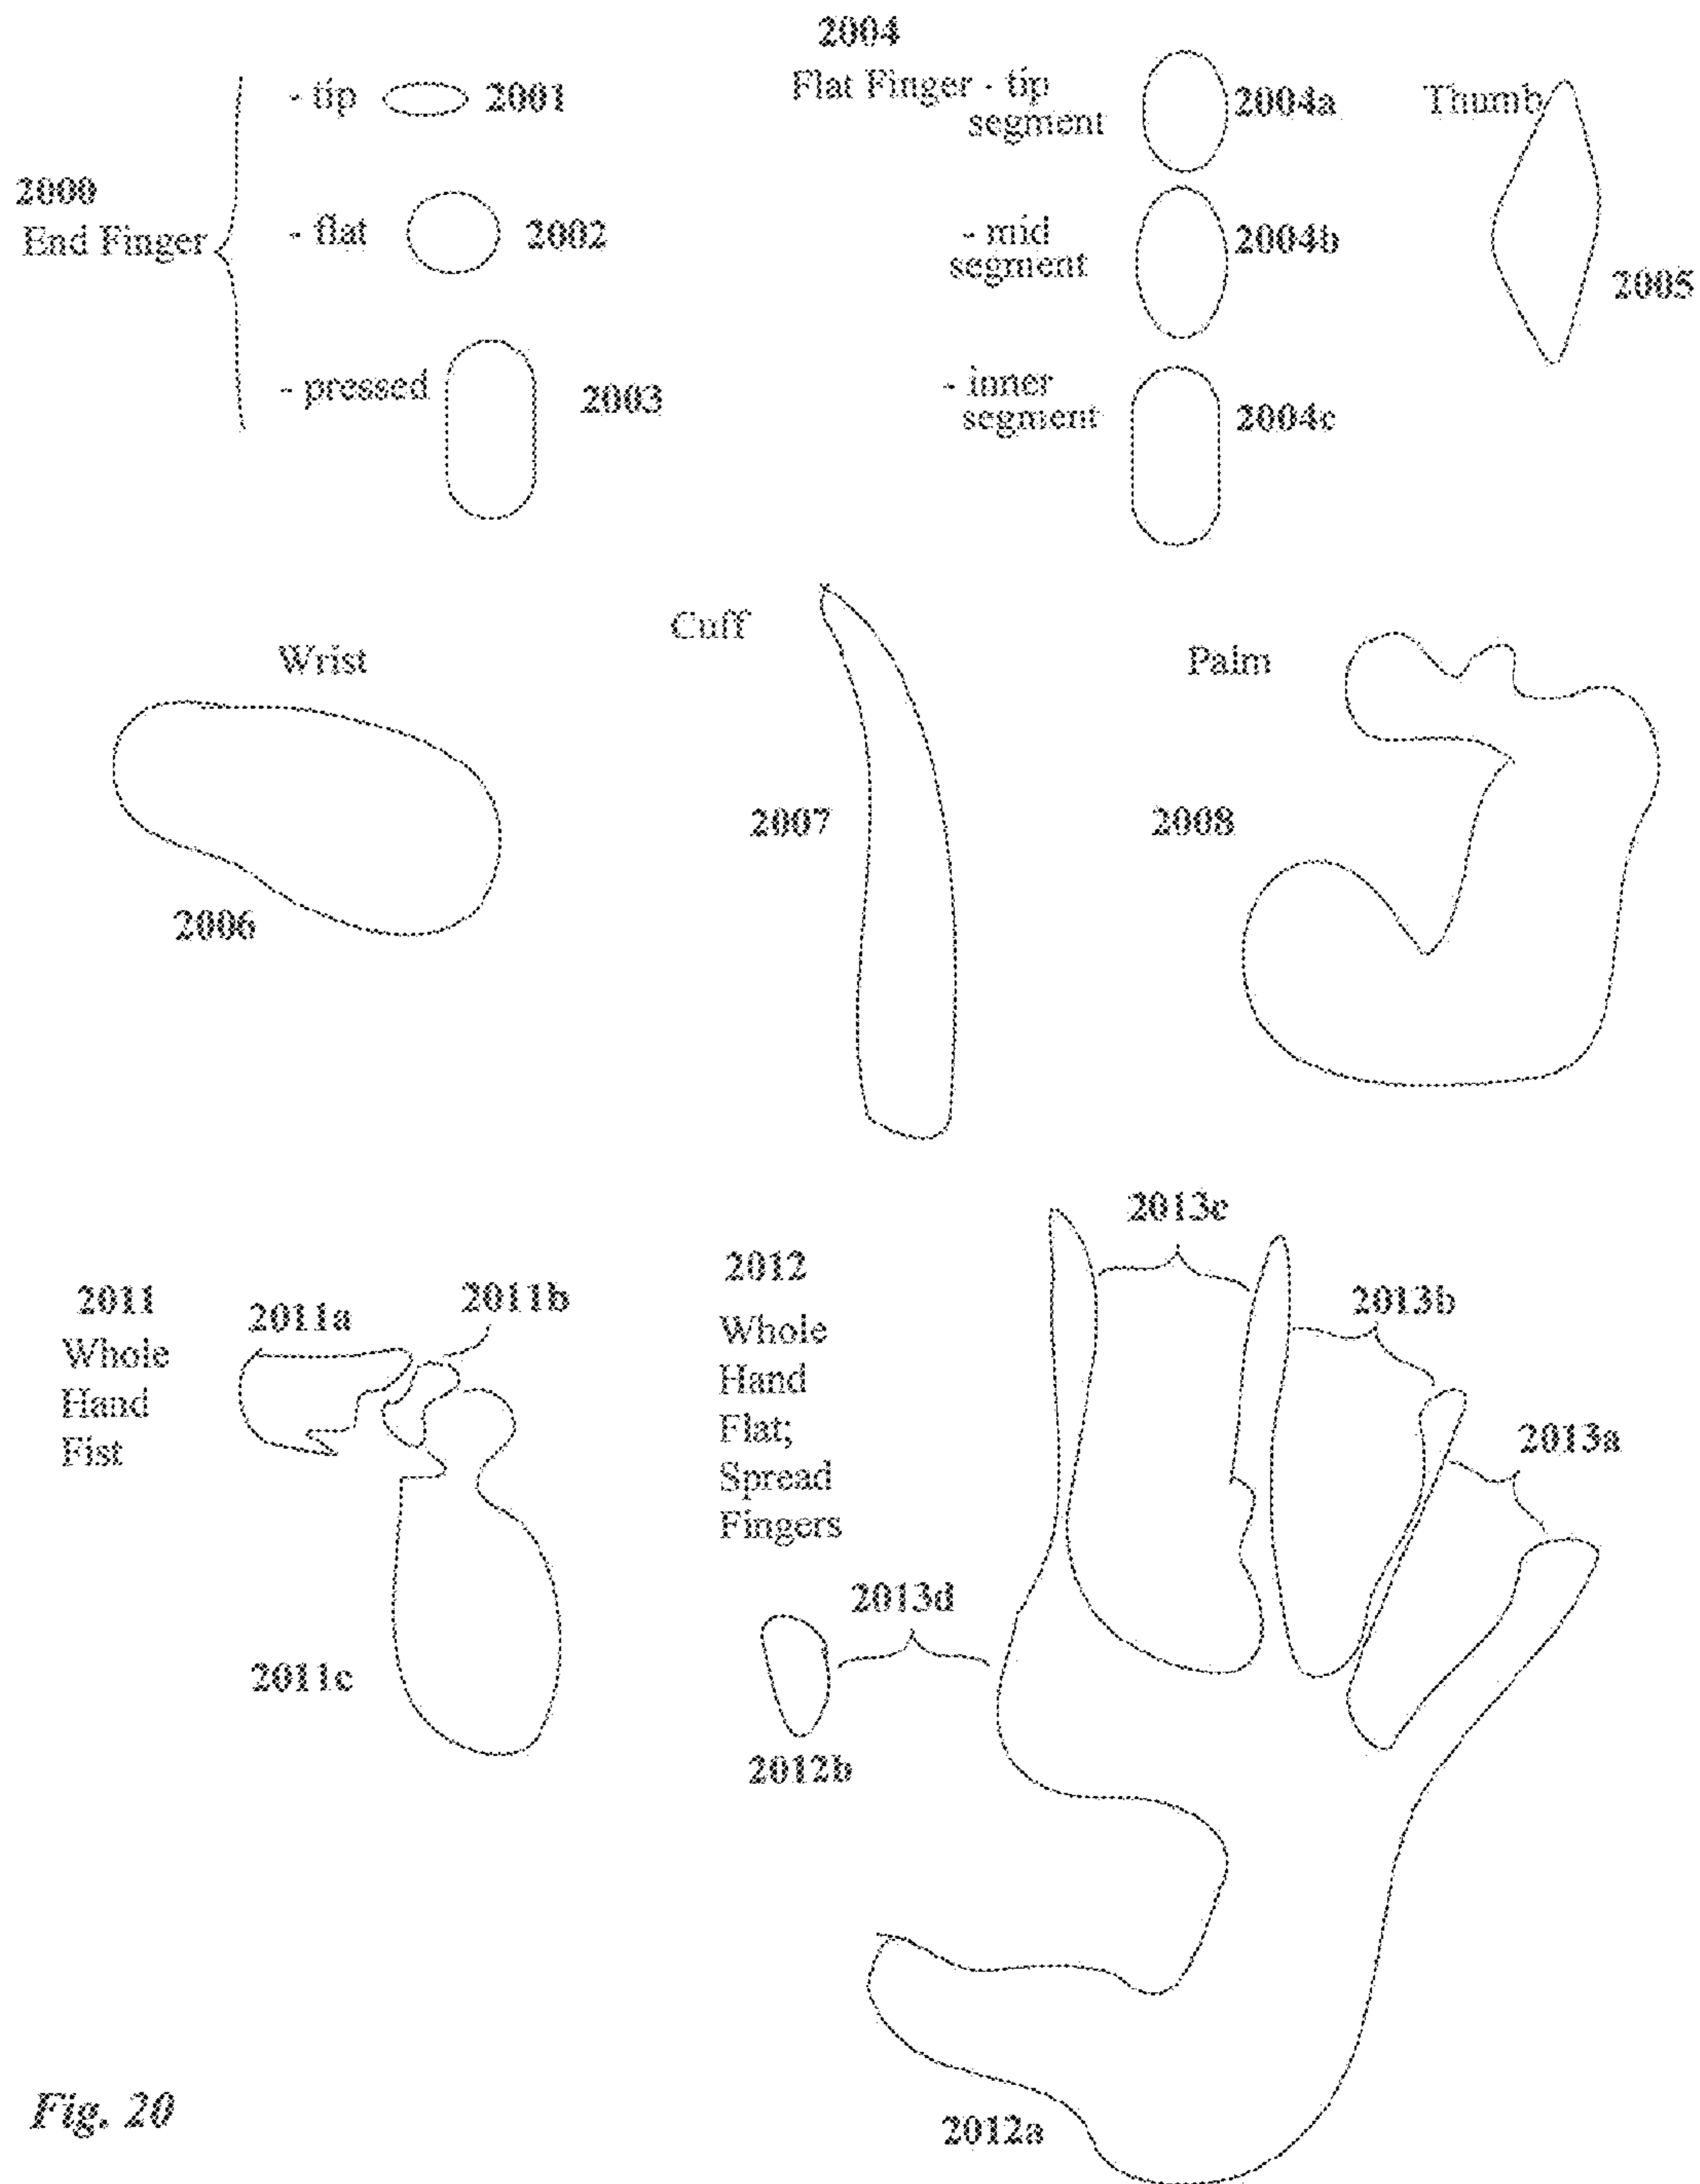 2000
End Finger
- tip 2001
- flat 2002
- pressed 2003
2004
Flat Finger - tip
segment 2004a
- mid
segment 2004b
- inner
segment 2004c
Thumb
2005
Wrist
2006
Cuff
2007
Palm
2008
2011
Whole
Hand
Fist
2011a
2011b
2011c
2012
Whole
Hand
Flat;
Spread
Fingers
2013c
2013b
2013a
2013d
2012b
2012a
Fig. 20